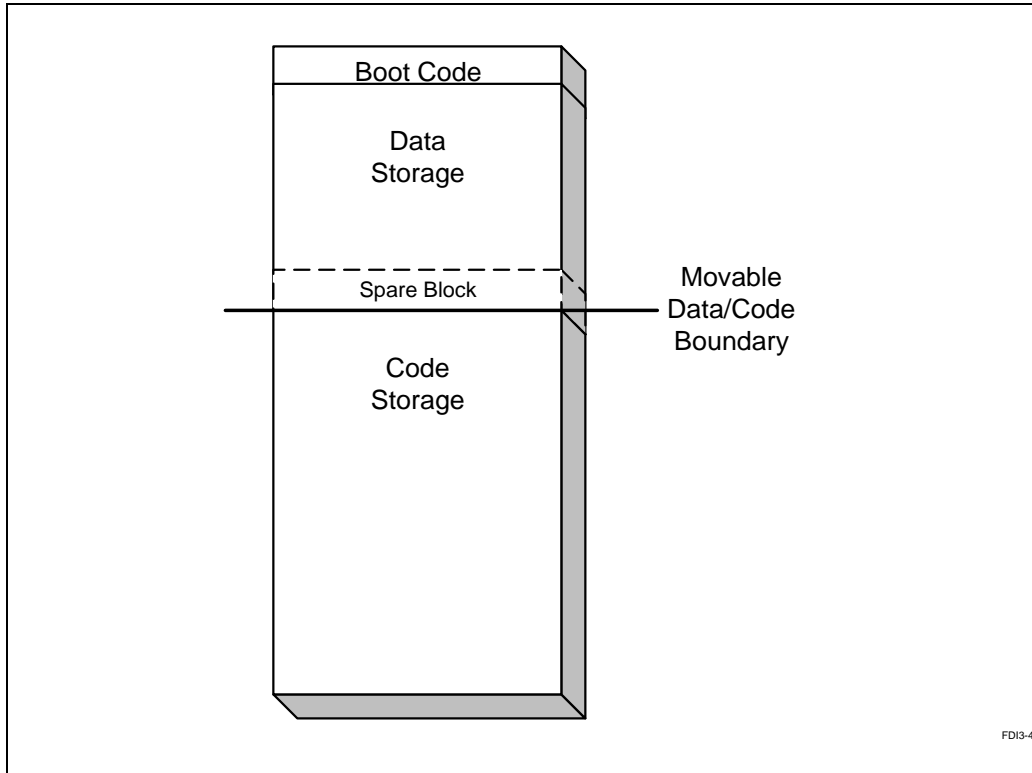 Boot Code
Data
Storage
Spare Block
Movable
Data/Code
Boundary
Code
Storage
FDI3-4